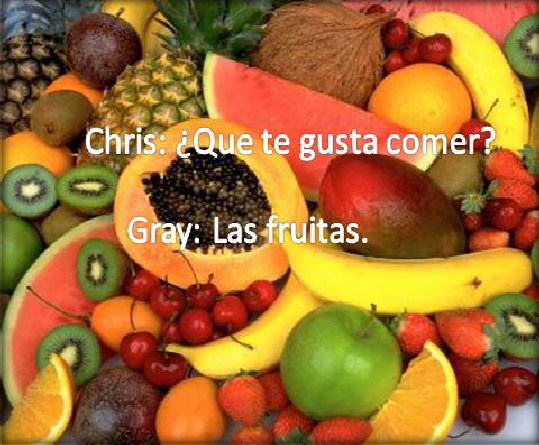 Chris: ¿Que te gusta comer?
Gray: Las fruitas.